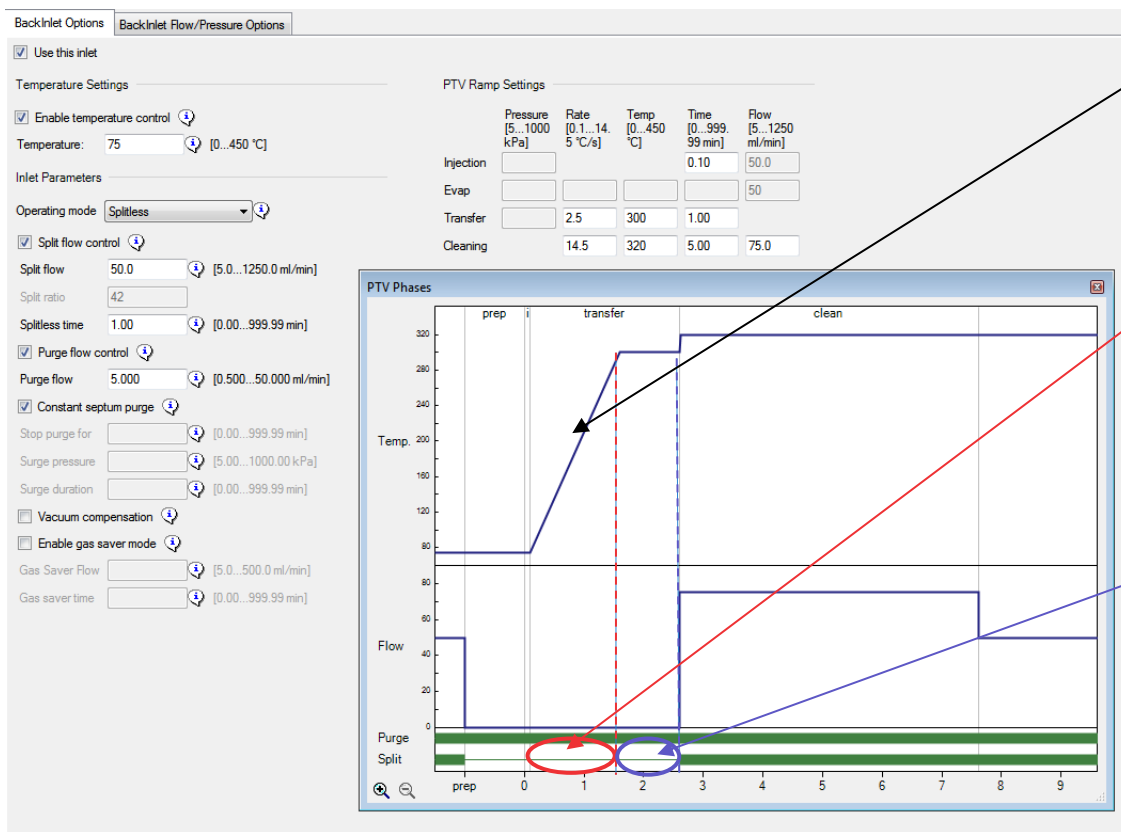 BackInlet Options BackInlet Flow/Pressure Options
Use this inlet
Temperature Settings
Enable temperature control
Temperature: 75 [0...450 °C]
Inlet Parameters
Operating mode Splitless
Split flow control
Split flow 50.0 [5.0...1250.0 ml/min]
Split ratio 42
Splitless time 1.00 [0.00...999.99 min]
Purge flow control
Purge flow 5.000 [0.500...50.000 ml/min]
Constant septum purge
Stop purge for [0.00...999.99 min]
Surge pressure [5.00...1000.00 kPa]
Surge duration [0.00...999.99 min]
Vacuum compensation
Enable gas saver mode
Gas Saver Flow [5.0...500.0 ml/min]
Gas saver time [0.00...999.99 min]
PTV Ramp Settings
Pressure Rate Temp Time Flow
[5...1000 [0.1...14. [0...450 [0...999. [5...1250
kPa] 5 °C/s] °C] 99 min] ml/min]
Injection 0.10 50.0
Evap 50
Transfer 2.5 300 1.00
Cleaning 14.5 320 5.00 75.0
PTV Phases
prep i transfer clean
320
280
240
Temp. 200
160
120
80
80
60
Flow 40
20
0
Purge
Split
prep 0 1 2 3 4 5 6 7 8 9